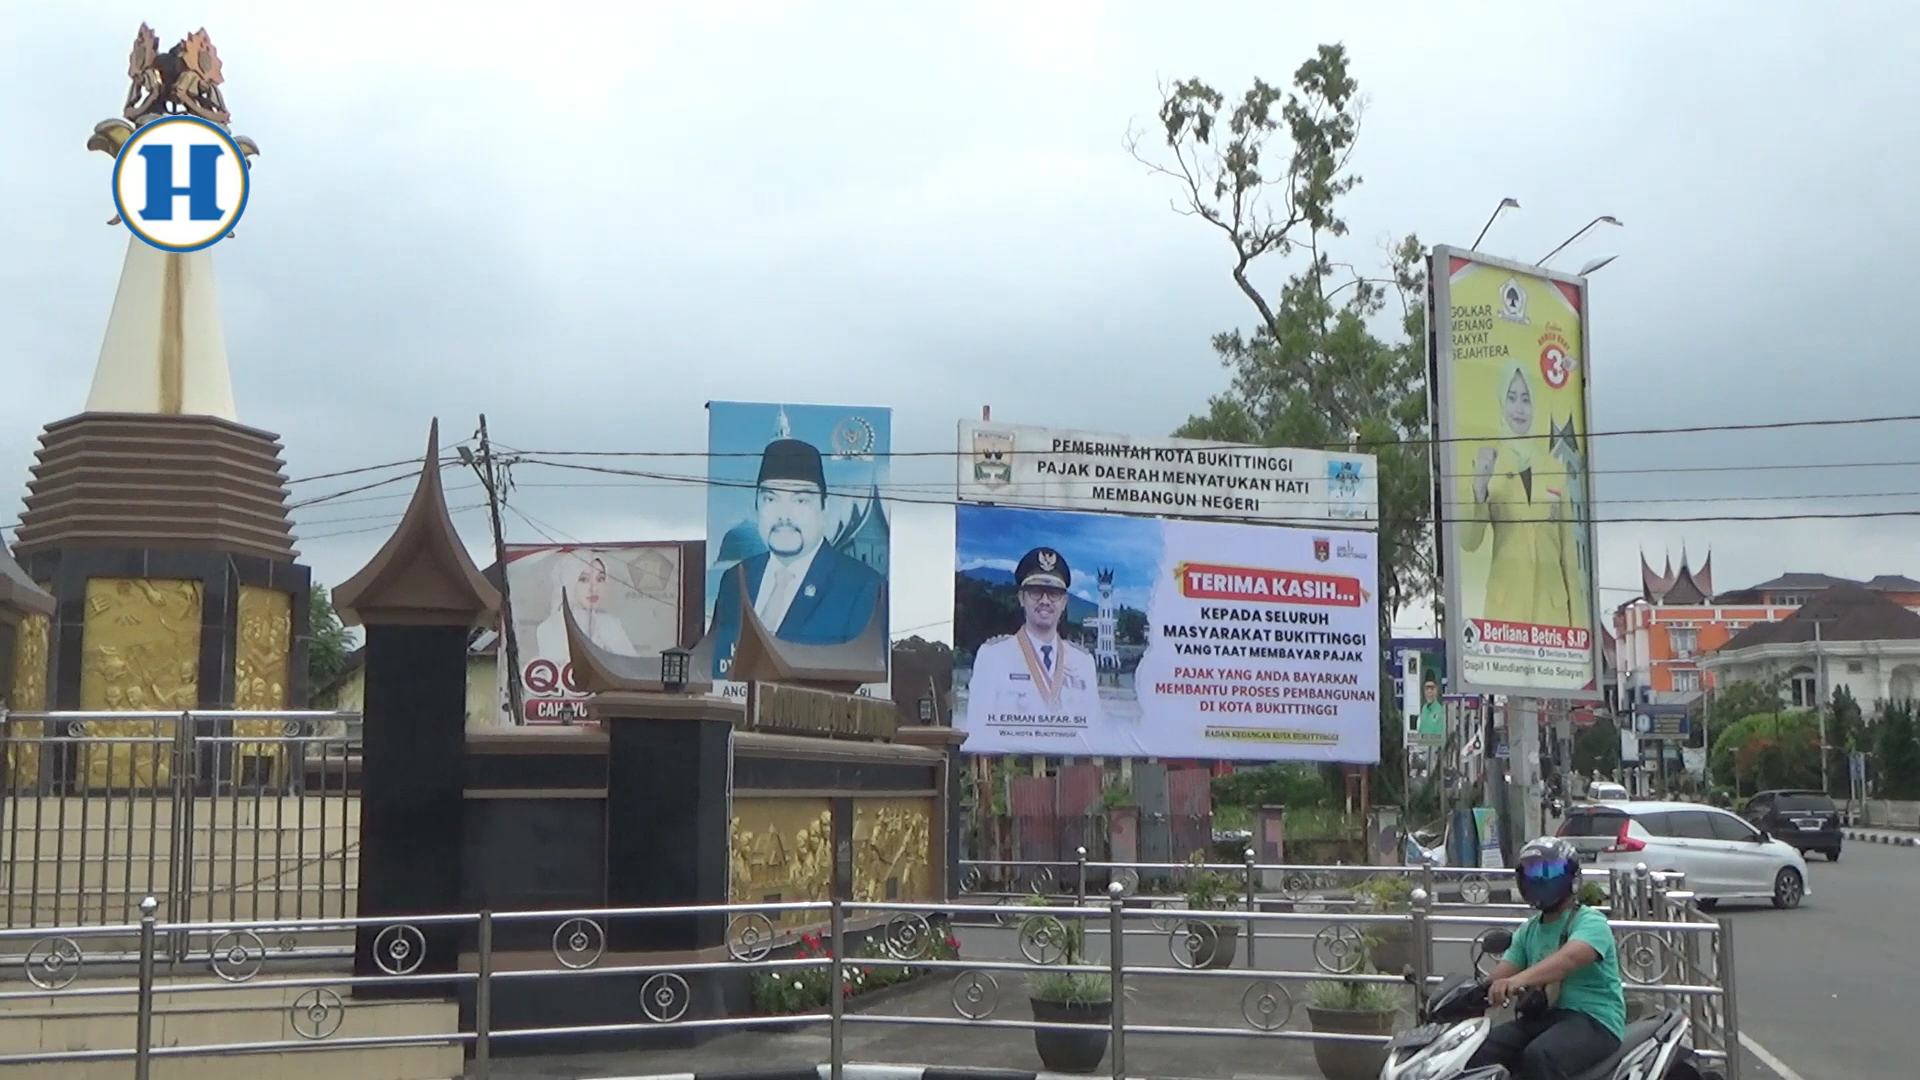 H
PEMERINTAH KOTA BUKITTINGGI
PAJAK DAERAH MENYATUKAN HATI
MEMBANGUN NEGERI
TERIMA KASIH...
KEPADA SELURUH
MASYARAKAT BUKITTINGGI
YANG TAAT MEMBAYAR PAJAK
PAJAK YANG ANDA BAYARKAN
MEMBANTU PROSES PEMBANGUNAN
DI KOTA BUKITTINGGI
BADAN KEUANGAN KOTA BUKITTINGGI
H. ERMAN SAFAR. SH
WALIKOTA BUKITTINGGI
GOLKAR
MENANG
RAKYAT
SEJAHTERA
3
Berliana Betris, S.IP
Dapil 1 Mandiangin Koto Selayan